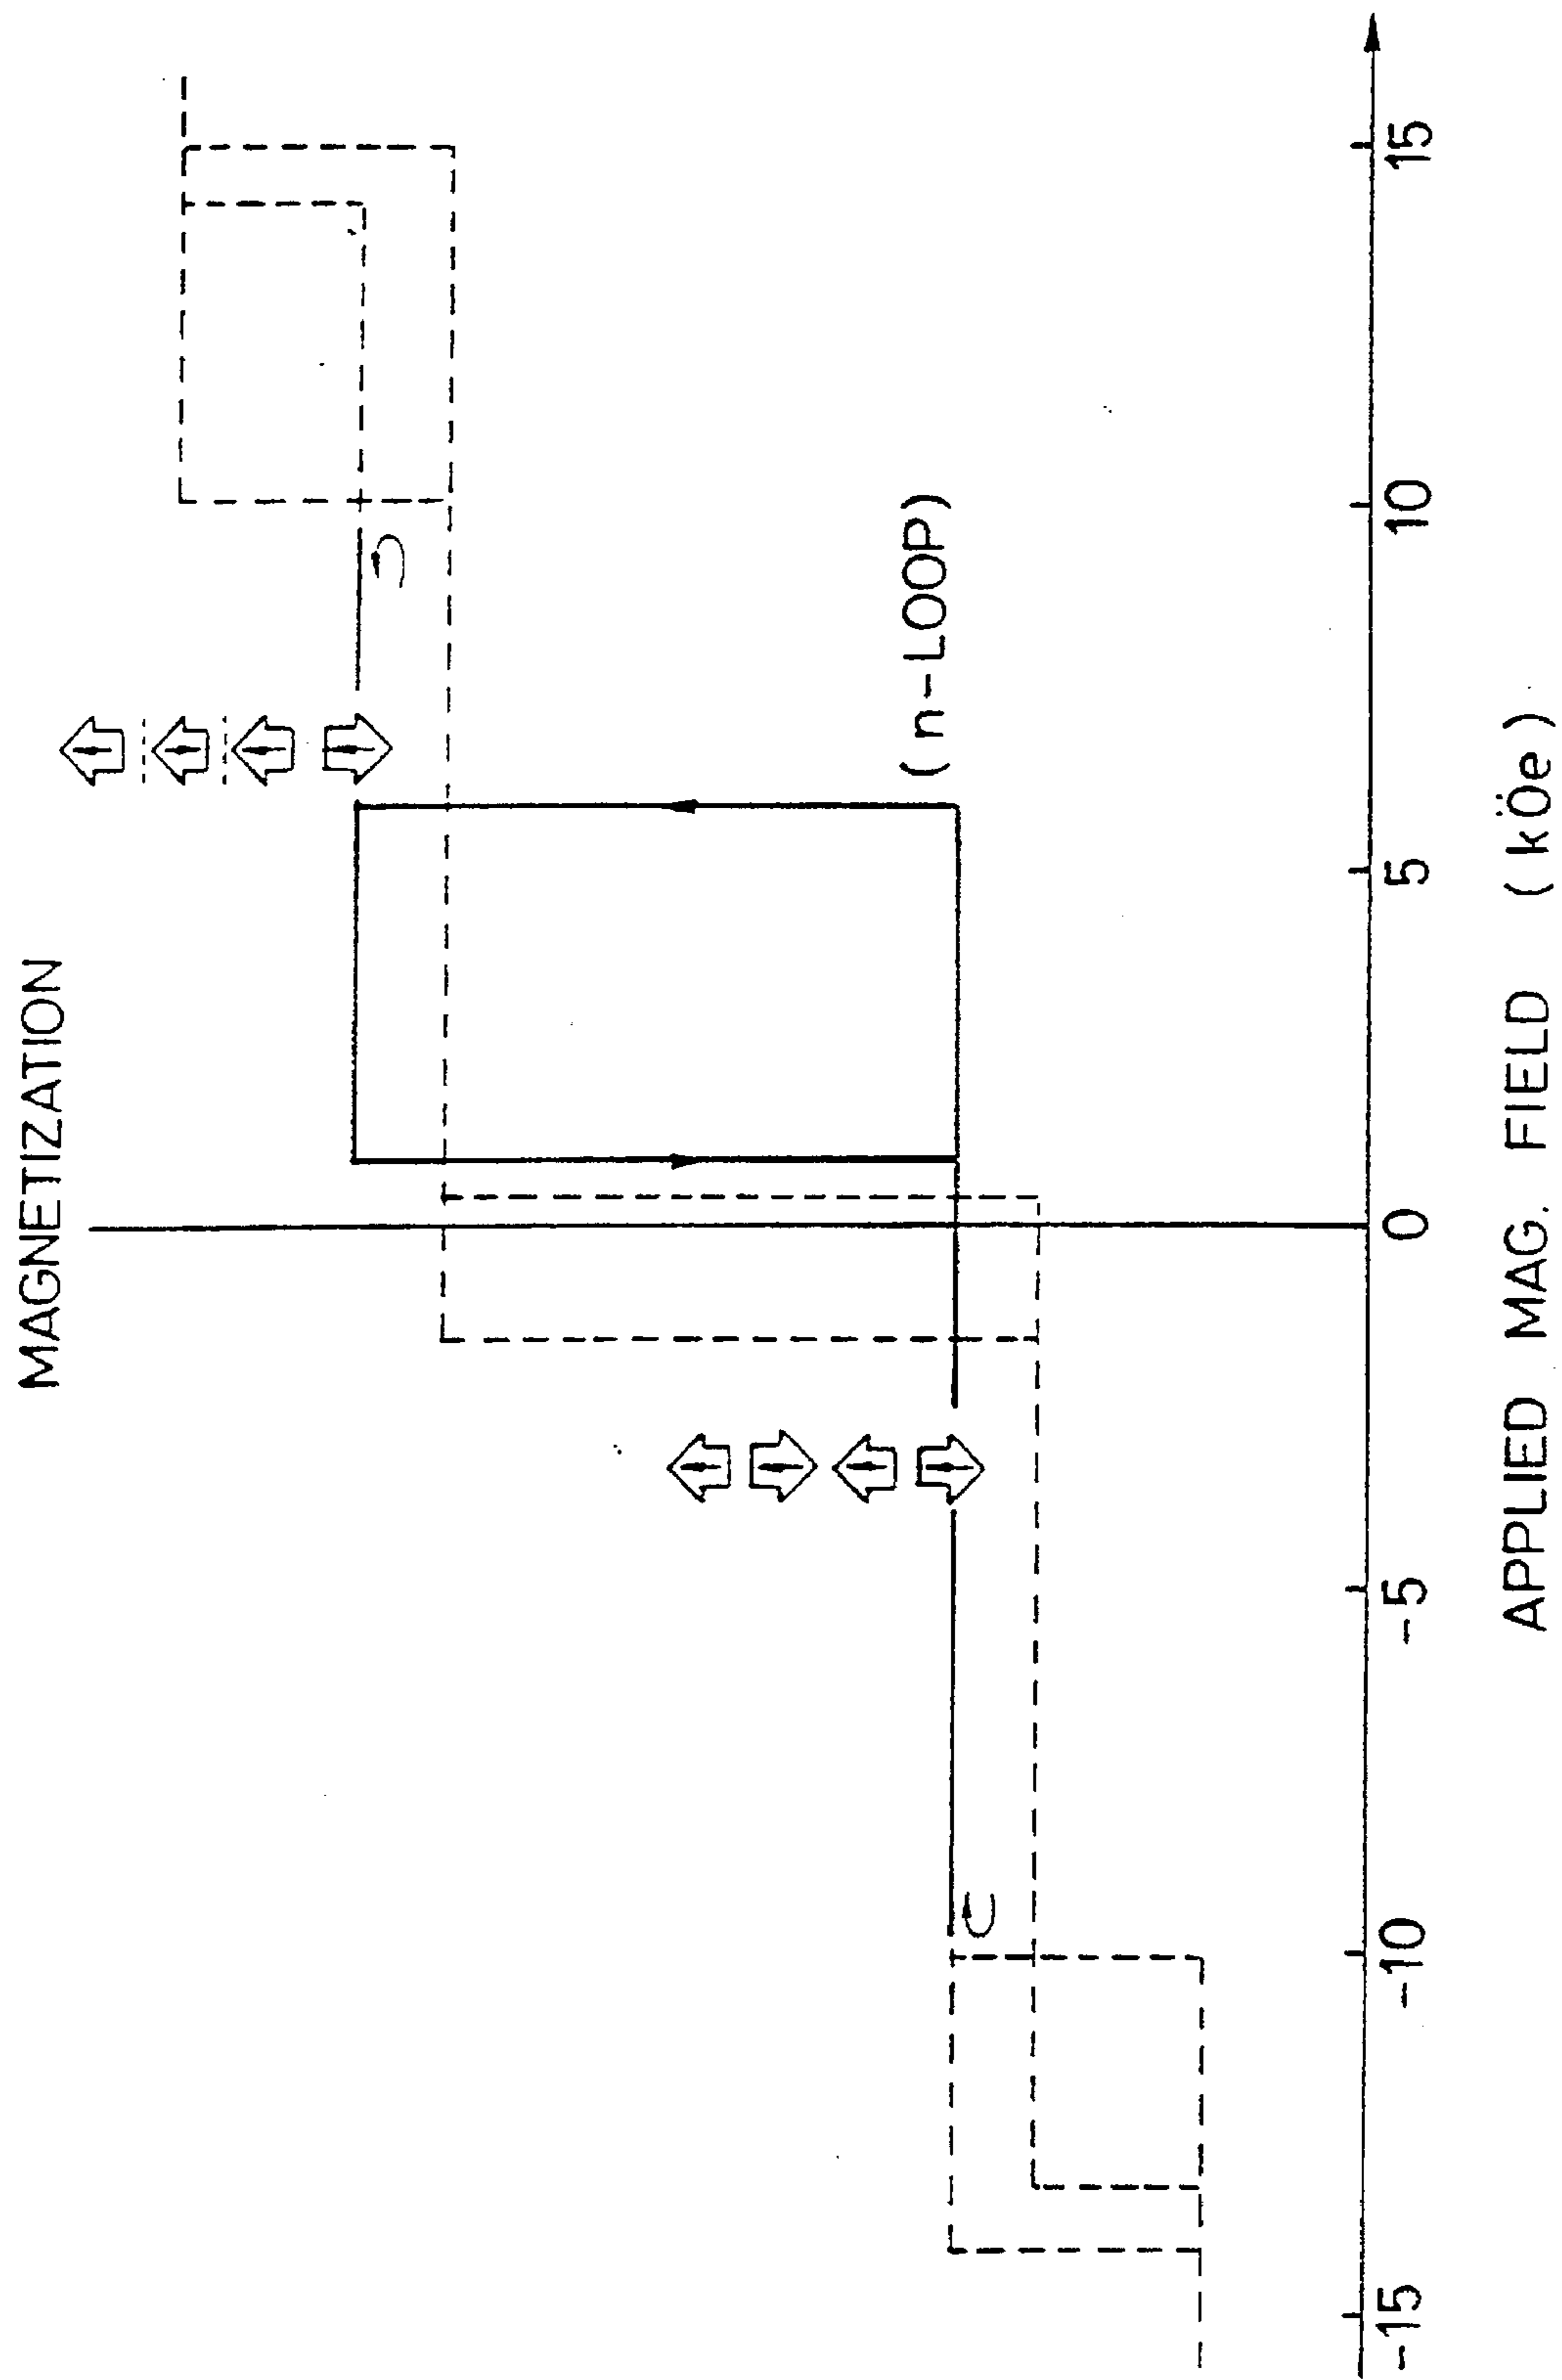 MAGNETIZATION
(n-LOOP)
-15 -10 -5 0 5 10 15
APPLIED MAG. FIELD (kÖe)